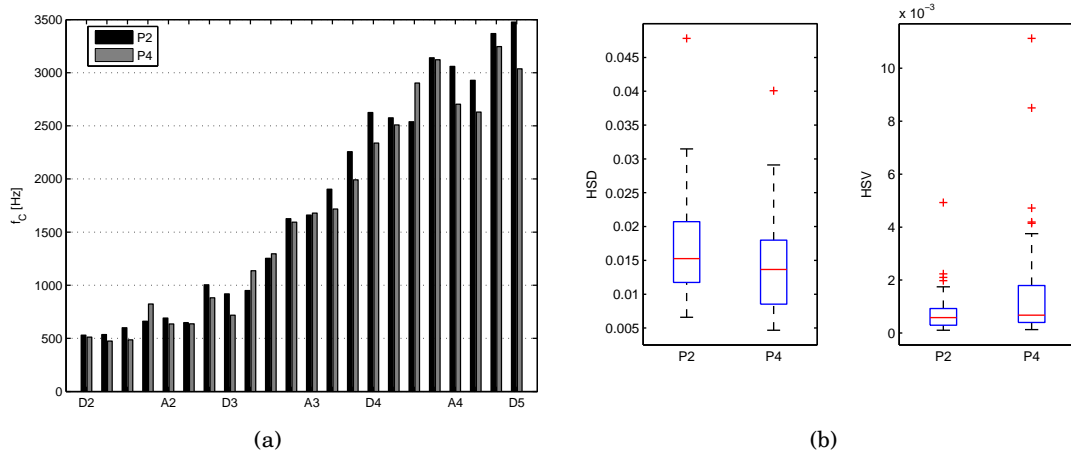 3500
3000
2500
2000
1500
1000
500
0
f_C [Hz]
P2
P4
D2 A2 D3 A3 D4 A4 D5
(a)
0.045
0.04
0.035
0.03
0.025
0.02
0.015
0.01
0.005
HSD
P2 P4
x 10⁻³
10
8
6
4
2
0
HSV
P2 P4
(b)